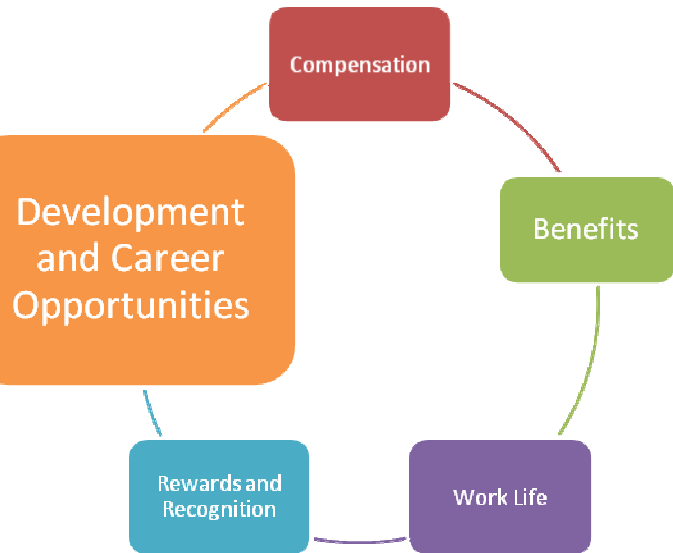 Compensation
Benefits
Development
and Career
Opportunities
Rewards and
Recognition
Work Life